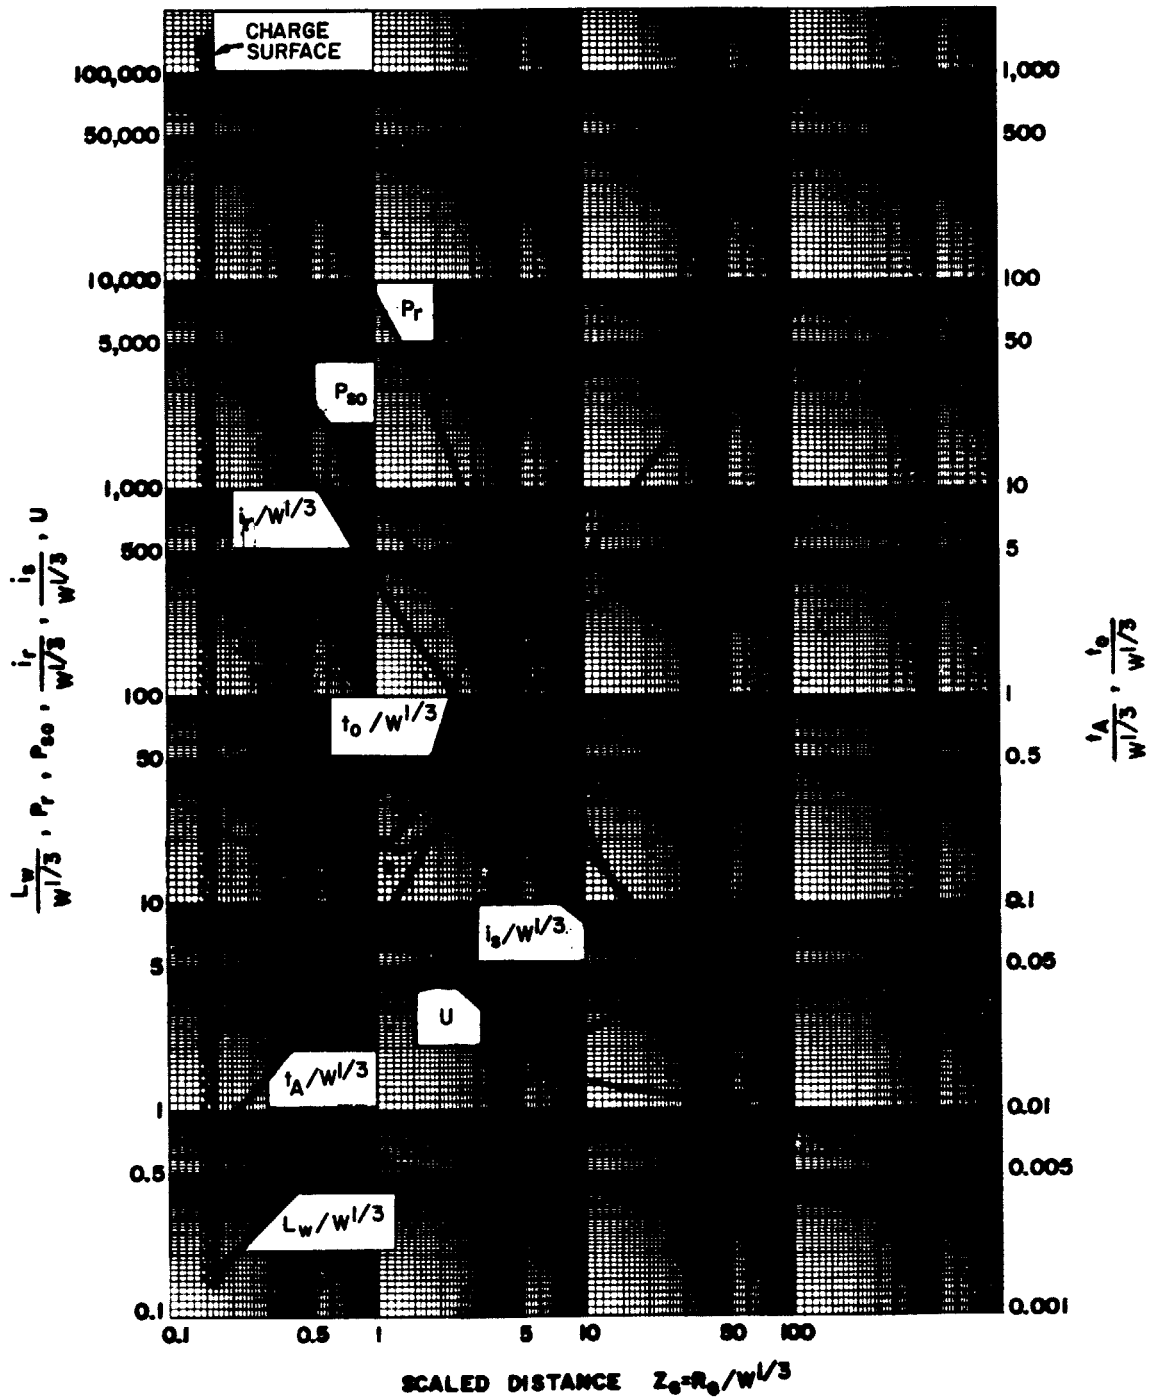 CHARGE
SURFACE
100,000
50,000
10,000
5,000
1,000
500
100
50
10
5
1
0.5
0.1
1,000
500
100
50
10
5
1
0.5
0.1
0.05
0.01
0.005
0.001
Pr
Pso
ir/W1/3
to/W1/3
is/W1/3
U
tA/W1/3
Lw/W1/3
Lw/W1/3, Pr, Pso, ir/W1/3, is/W1/3, U
tA/W1/3, to/W1/3
0.1 0.5 1 5 10 50 100
SCALED DISTANCE ZG=RG/W1/3